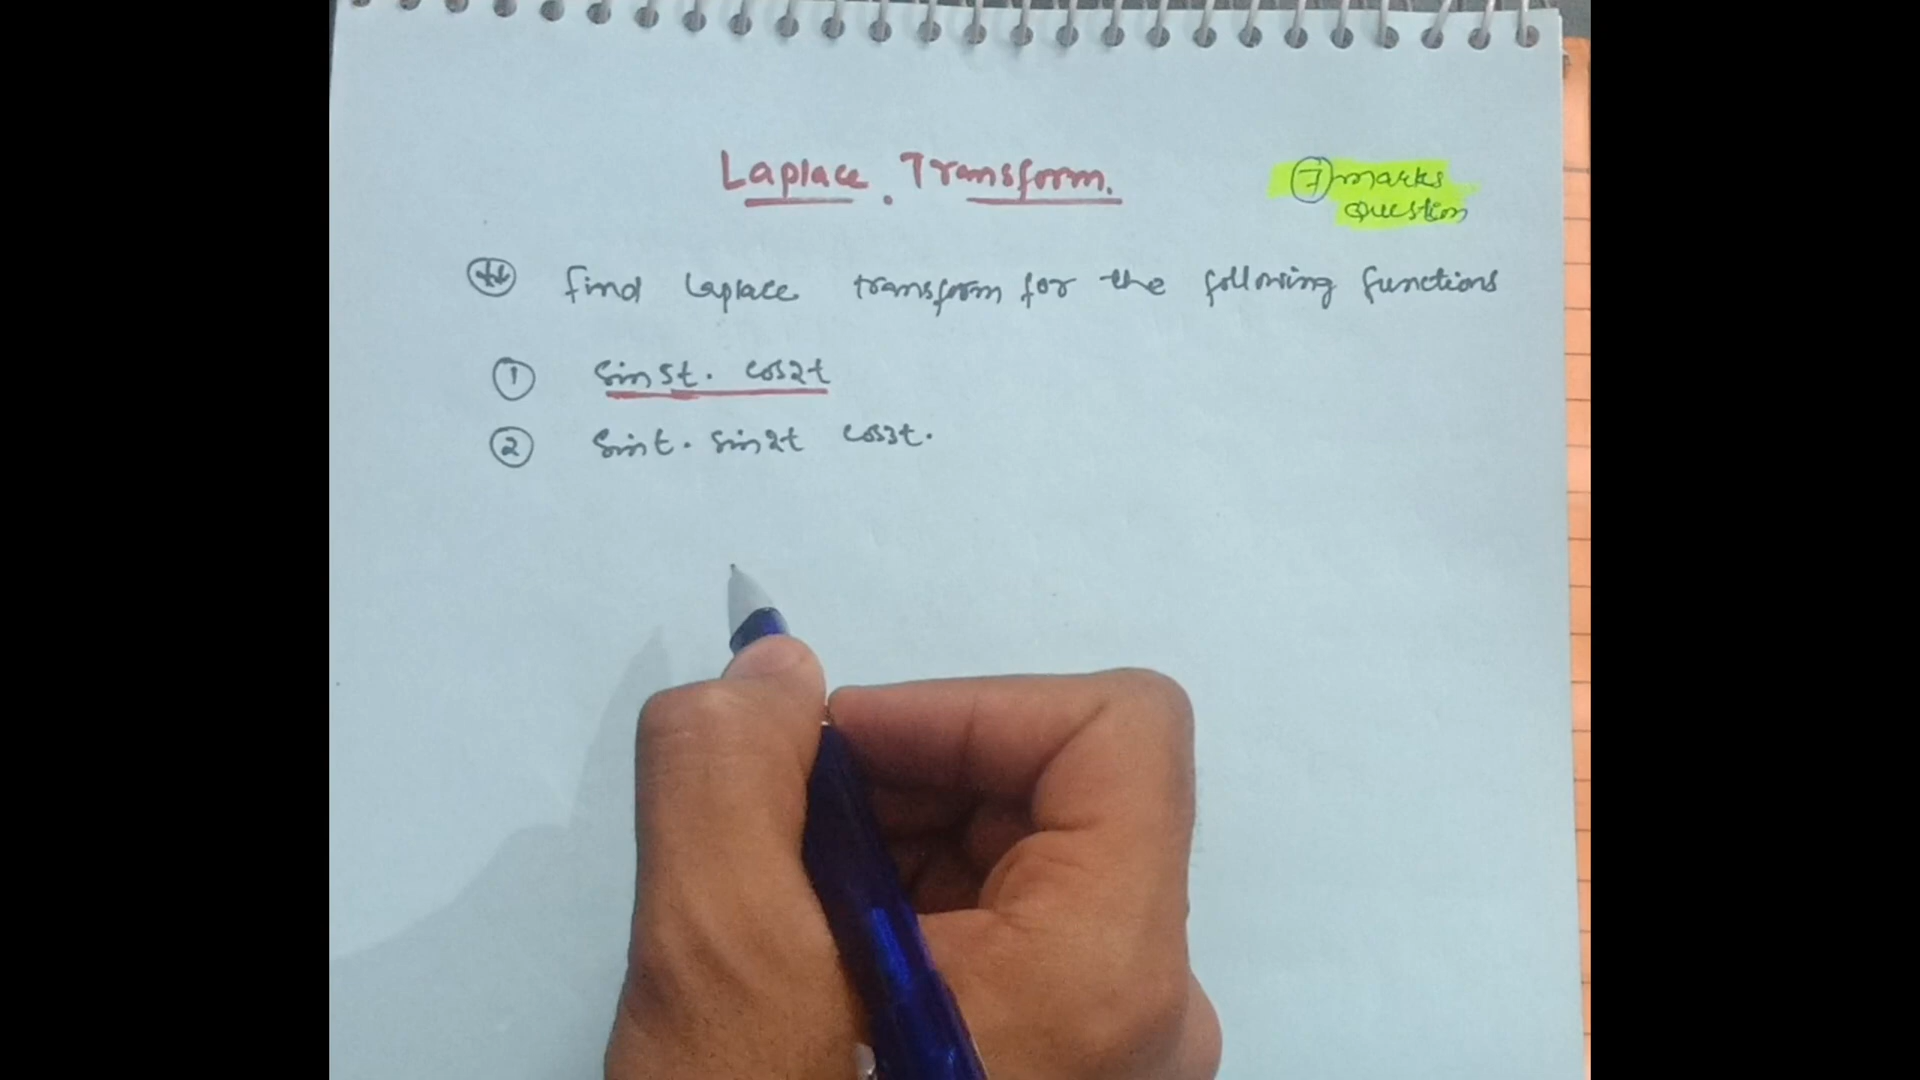 Laplace . Transform.
7 marks
question
find Laplace transform for the following functions
1 sin5t. cos2t
2 sint. sin2t cos3t.